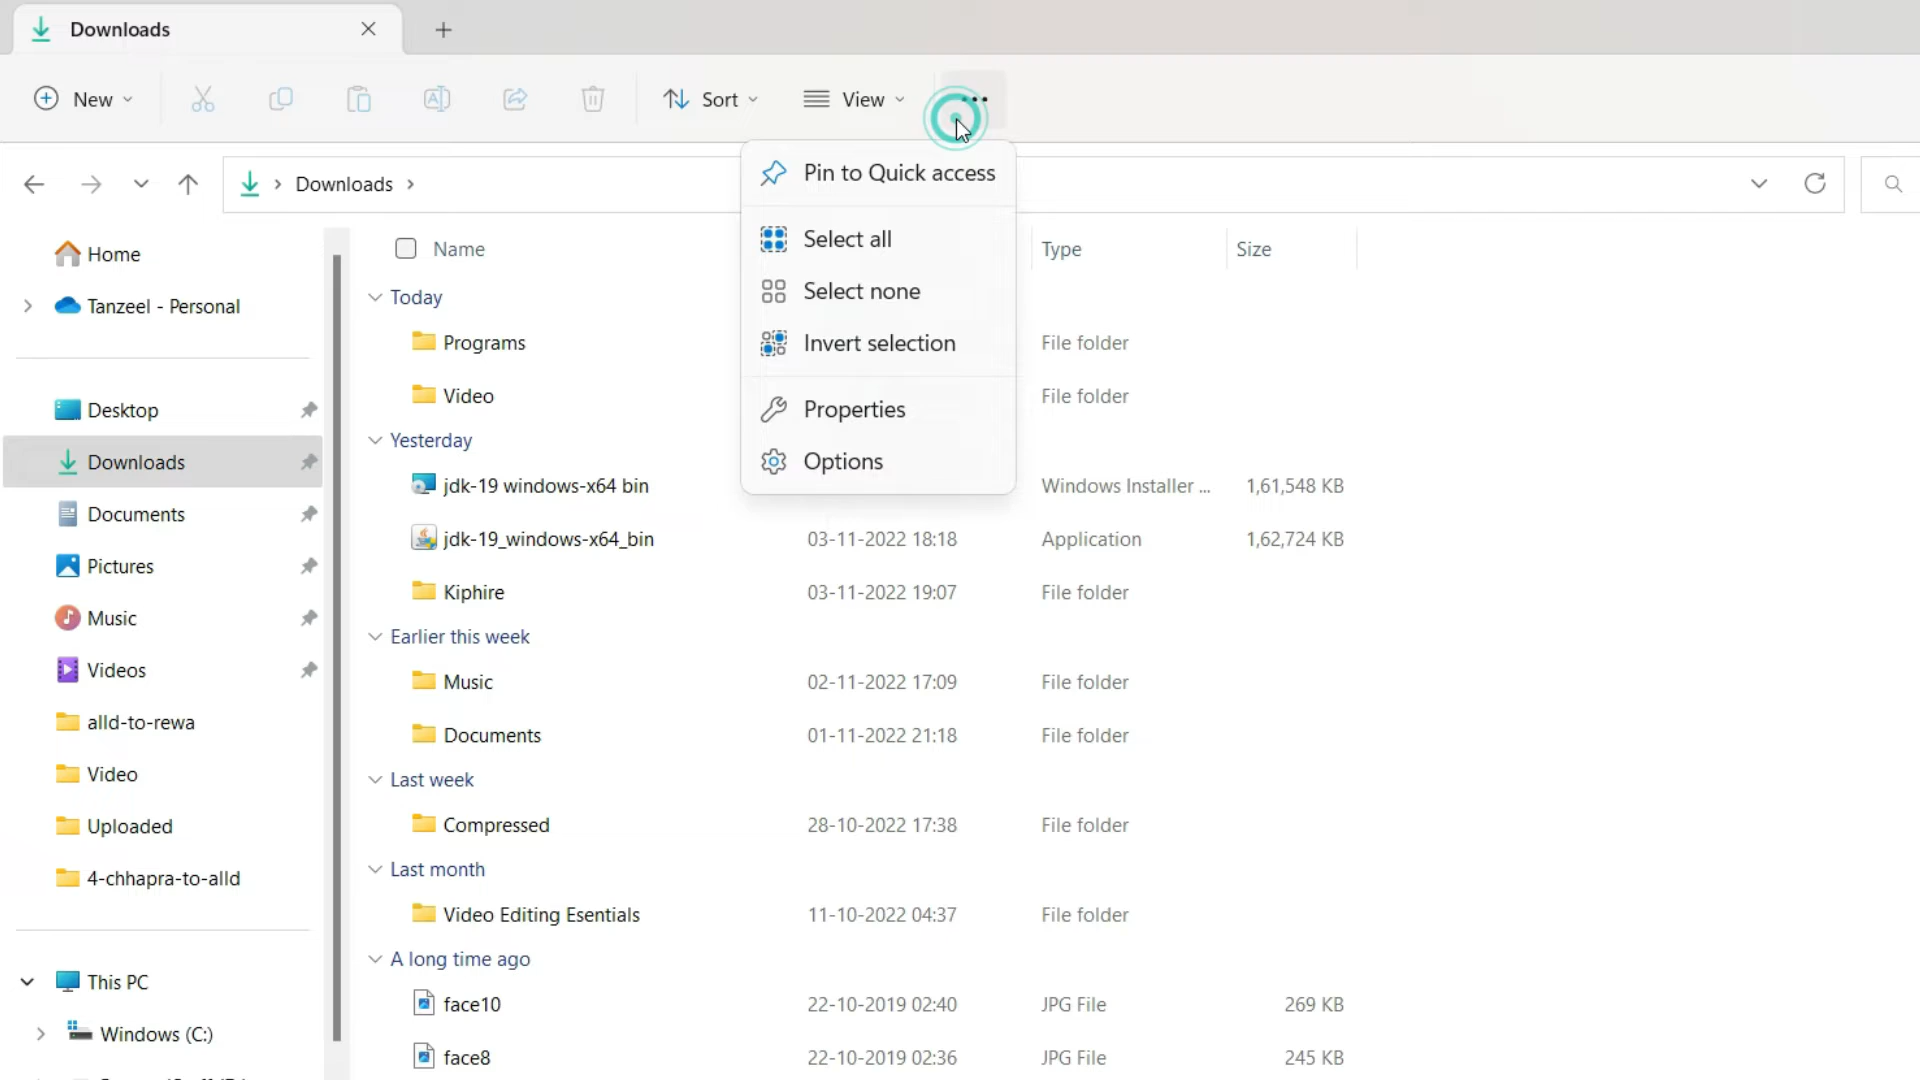 Downloads
New
Sort
View
Downloads
Pin to Quick access
Select all
Select none
Invert selection
Properties
Options
Home
Tanzeel - Personal
Desktop
Downloads
Documents
Pictures
Music
Videos
alld-to-rewa
Video
Uploaded
4-chhapra-to-alld
This PC
Windows (C:)
Name Type Size
Today
Programs File folder
Video File folder
Yesterday
jdk-19 windows-x64 bin Windows Installer ... 1,61,548 KB
jdk-19_windows-x64_bin 03-11-2022 18:18 Application 1,62,724 KB
Kiphire 03-11-2022 19:07 File folder
Earlier this week
Music 02-11-2022 17:09 File folder
Documents 01-11-2022 21:18 File folder
Last week
Compressed 28-10-2022 17:38 File folder
Last month
Video Editing Esentials 11-10-2022 04:37 File folder
A long time ago
face10 22-10-2019 02:40 JPG File 269 KB
face8 22-10-2019 02:36 JPG File 245 KB